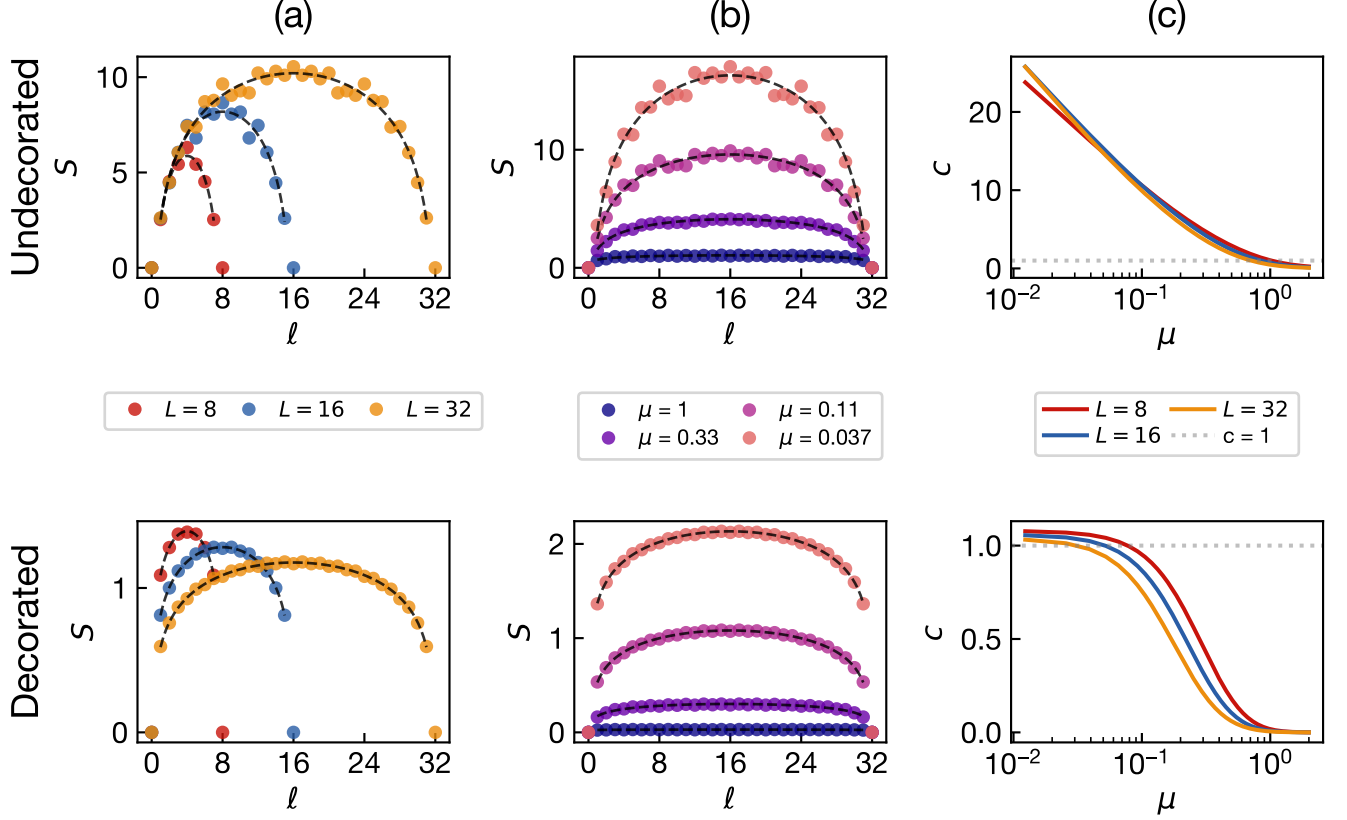 (a) (b) (c)
Undecorated
S
10
5
0
0 8 16 24 32
ℓ
S
10
0
0 8 16 24 32
ℓ
c
20
10
0
10⁻² 10⁻¹ 10⁰
μ
L = 8 L = 16 L = 32
μ = 1 μ = 0.11
μ = 0.33 μ = 0.037
L = 8 L = 32
L = 16 c = 1
Decorated
S
1
0
0 8 16 24 32
ℓ
S
2
1
0
0 8 16 24 32
ℓ
c
1.0
0.5
0.0
10⁻² 10⁻¹ 10⁰
μ